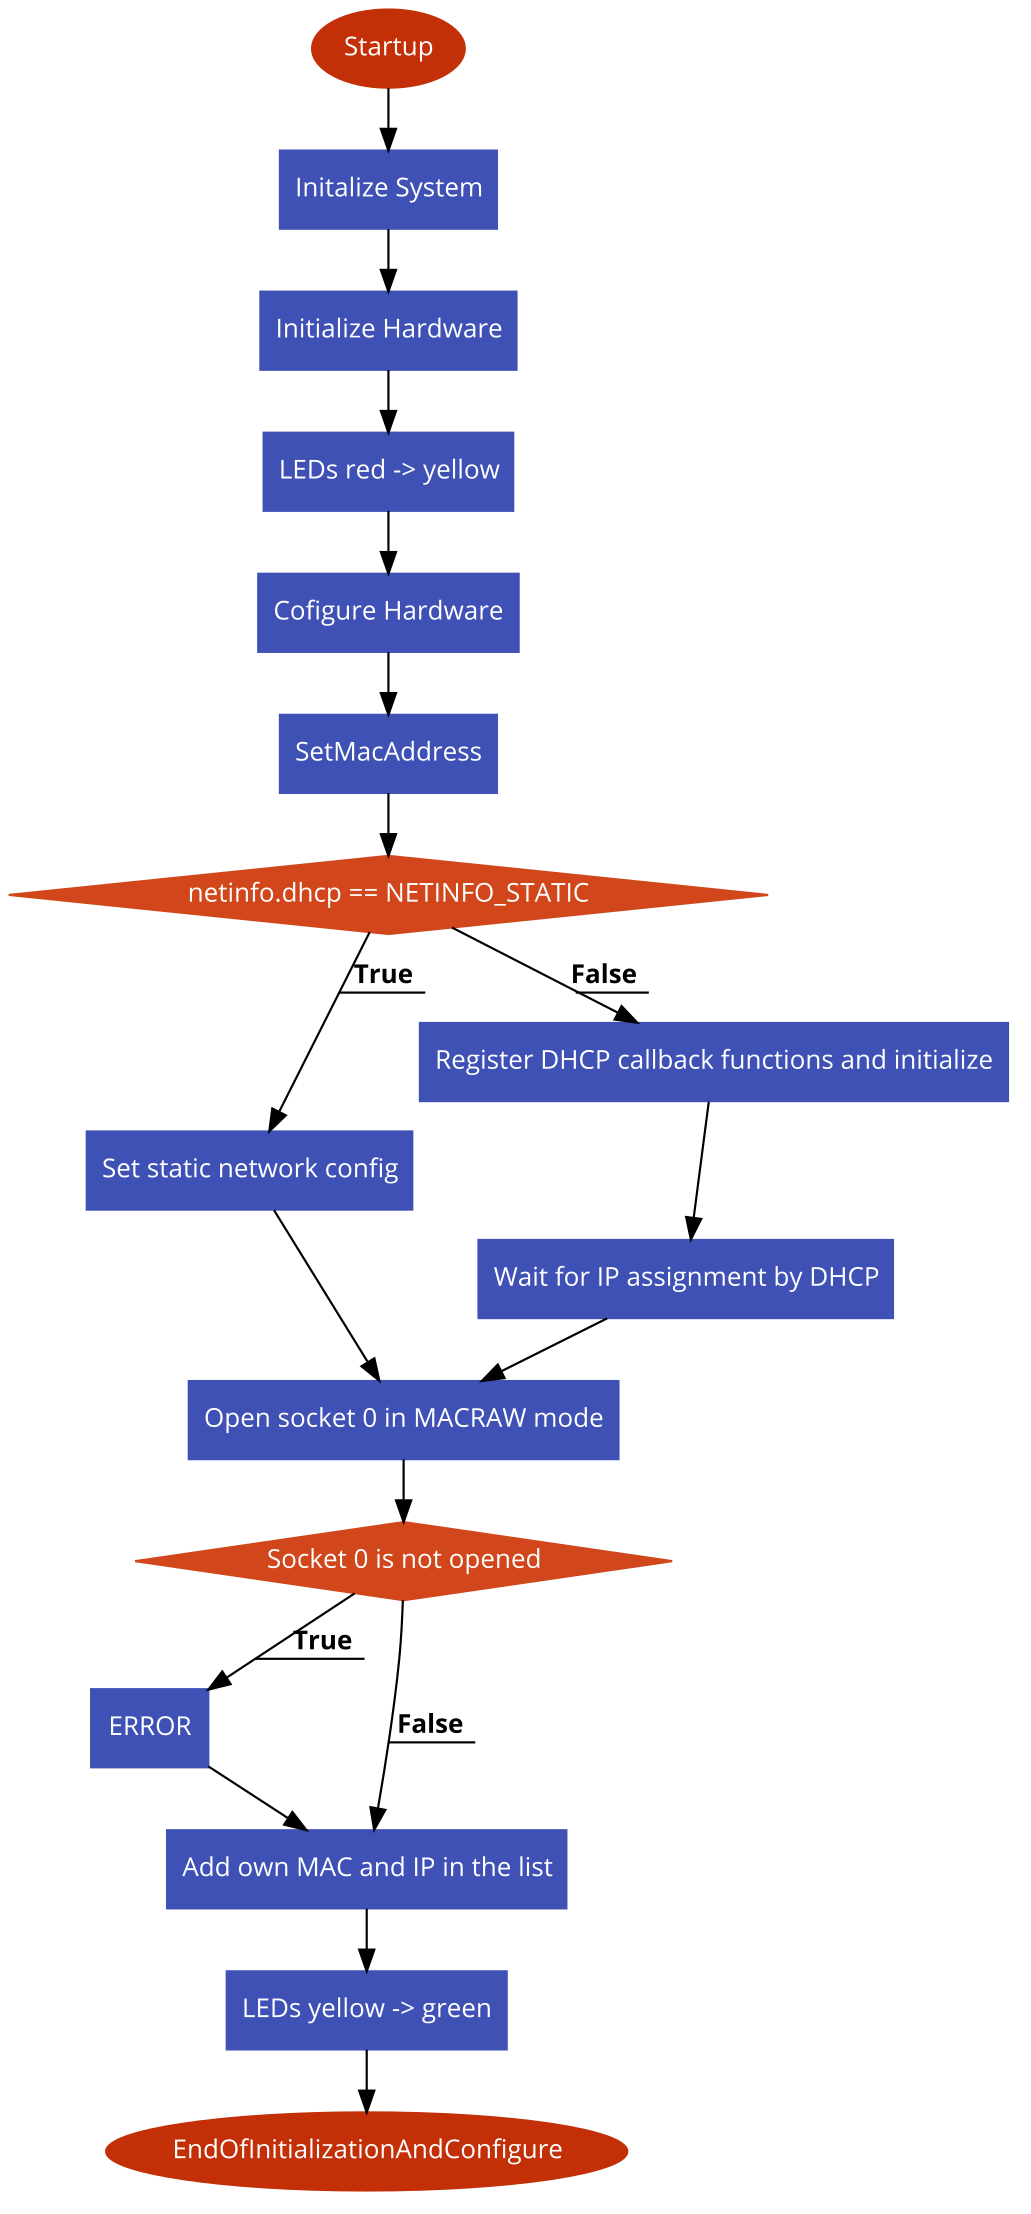 Startup
Initalize System
Initialize Hardware
LEDs red -> yellow
Cofigure Hardware
SetMacAddress
netinfo.dhcp == NETINFO_STATIC
True
False
Register DHCP callback functions and initialize
Set static network config
Wait for IP assignment by DHCP
Open socket 0 in MACRAW mode
Socket 0 is not opened
True
ERROR
False
Add own MAC and IP in the list
LEDs yellow -> green
EndOfInitializationAndConfigure